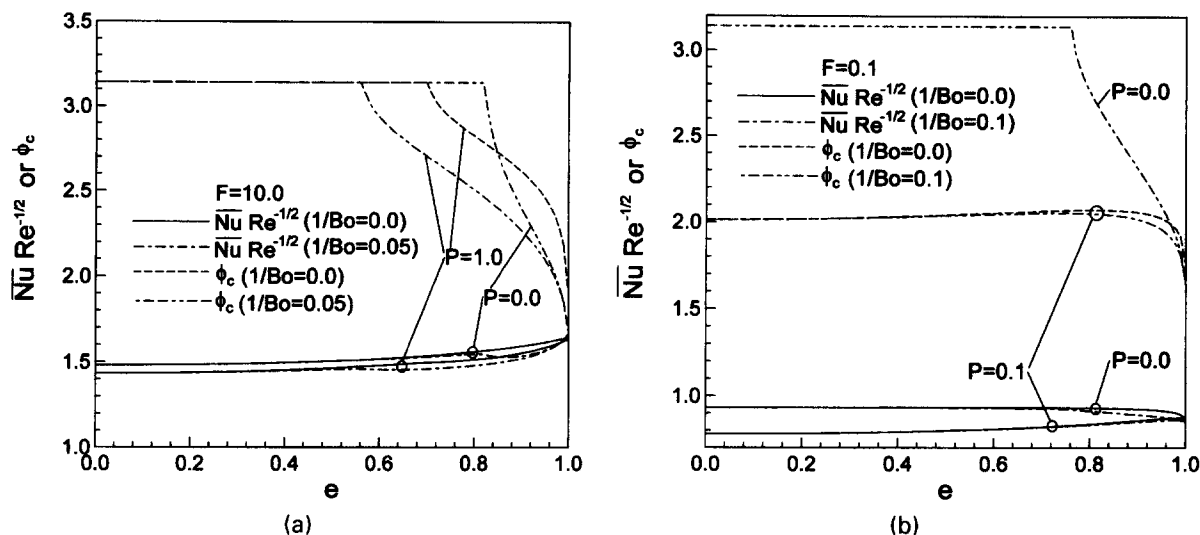 3.5
3.0
2.5
2.0
1.5
1.0
N̅u̅ Re⁻¹/² or ϕc
F=10.0
N̅u̅ Re⁻¹/² (1/Bo=0.0)
N̅u̅ Re⁻¹/² (1/Bo=0.05)
ϕc (1/Bo=0.0)
ϕc (1/Bo=0.05)
P=1.0
P=0.0
0.0 0.2 0.4 0.6 0.8 1.0
e
(a)
3.0
2.5
2.0
1.5
1.0
N̅u̅ Re⁻¹/² or ϕc
F=0.1
N̅u̅ Re⁻¹/² (1/Bo=0.0)
N̅u̅ Re⁻¹/² (1/Bo=0.1)
ϕc (1/Bo=0.0)
ϕc (1/Bo=0.1)
P=0.0
P=0.1
P=0.0
0.0 0.2 0.4 0.6 0.8 1.0
e
(b)